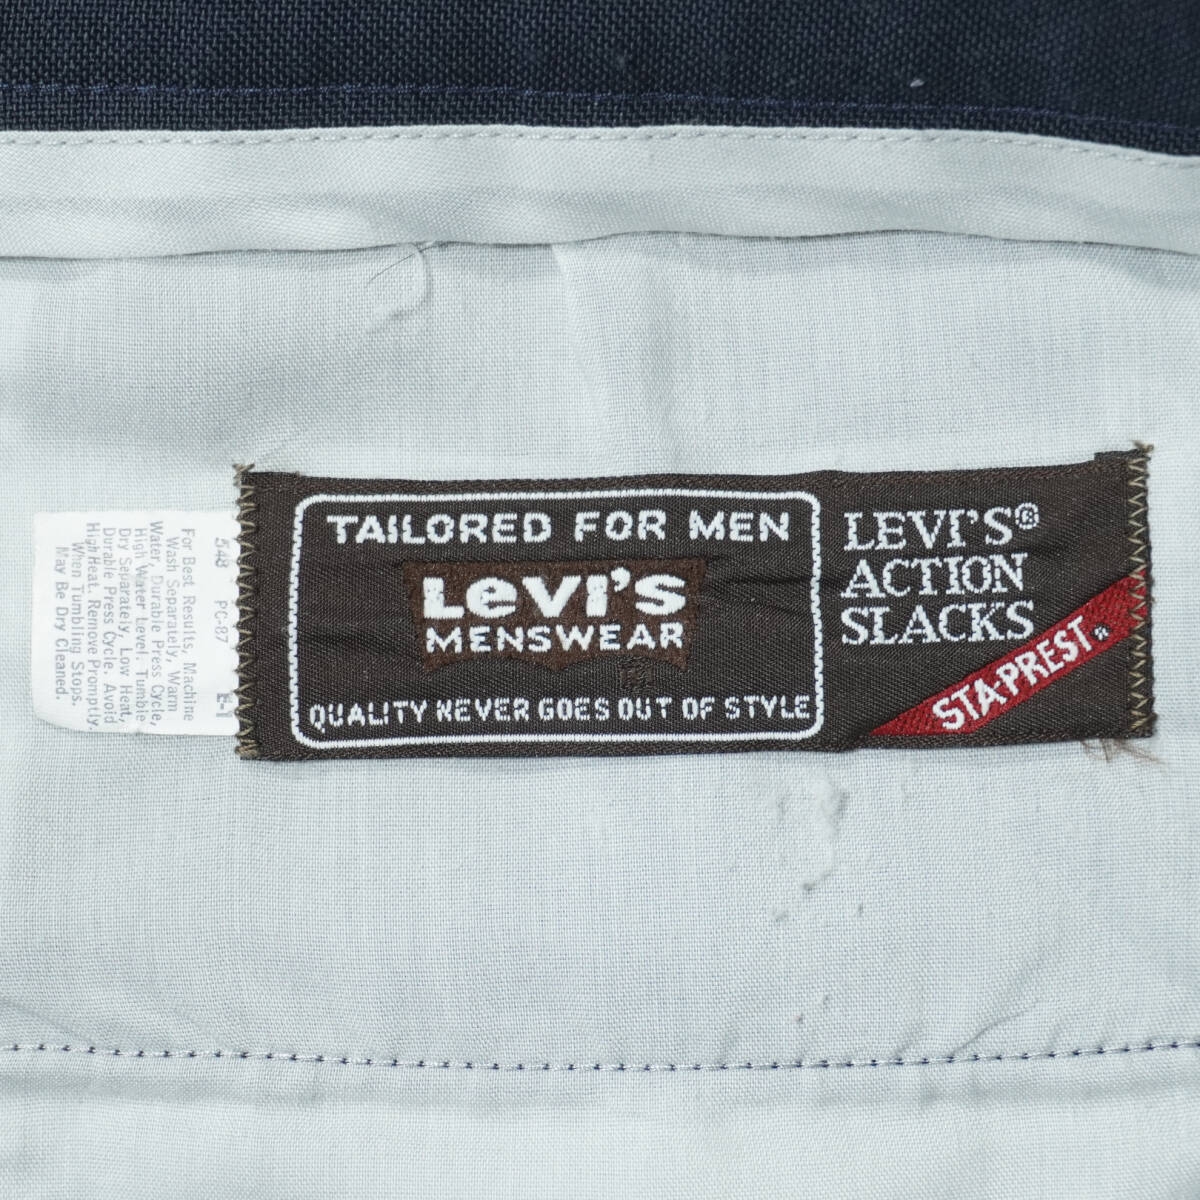 TAILORED FOR MEN
Levi's
MENSWEAR
QUALITY NEVER GOES OUT OF STYLE
LEVI'S®
ACTION
SLACKS
STA-PREST®
548 PC-87 E-1
For Best Results, Machine
Wash Separately, Warm
Water, Durable Press Cycle,
High Water Level. Tumble
Dry Separately, Low Heat,
Durable Press Cycle. Avoid
High Heat. Remove Promptly
When Tumbling Stops.
May Be Dry Cleaned.